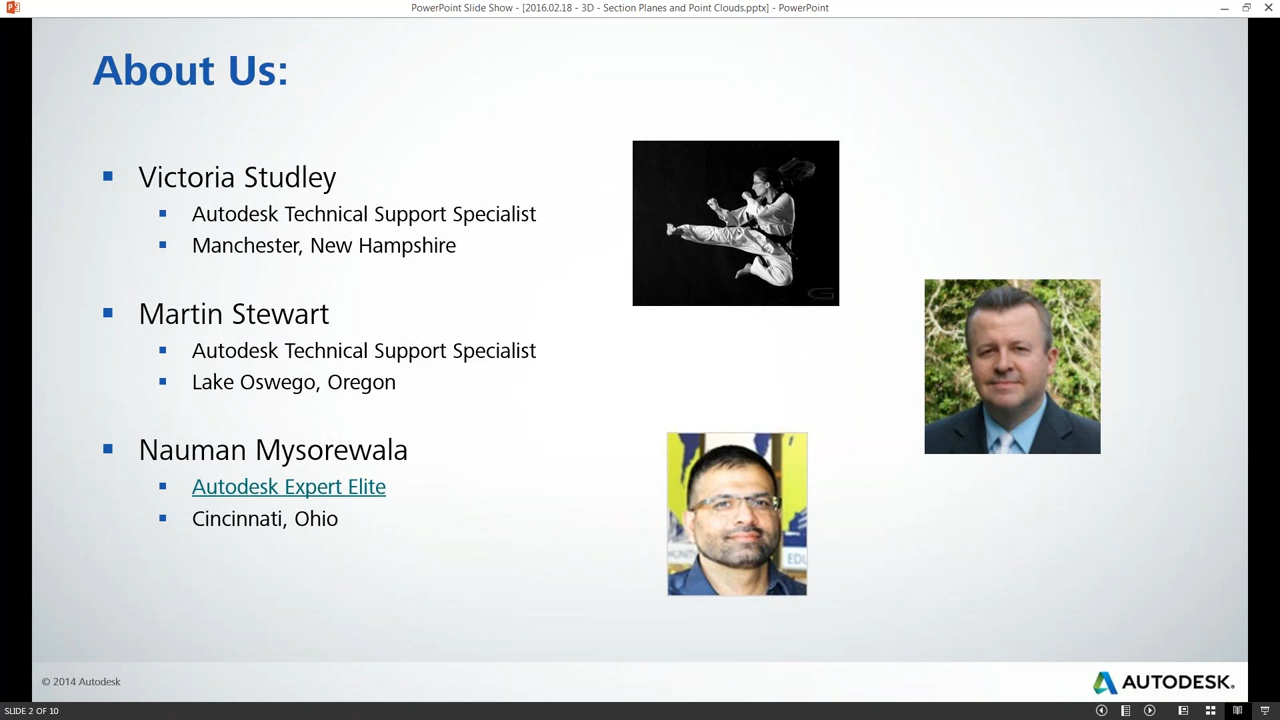 PowerPoint Slide Show - [2016.02.18 - 3D - Section Planes and Point Clouds.pptx] - PowerPoint
About Us:
Victoria Studley
Autodesk Technical Support Specialist
Manchester, New Hampshire
Martin Stewart
Autodesk Technical Support Specialist
Lake Oswego, Oregon
Nauman Mysorewala
Autodesk Expert Elite
Cincinnati, Ohio
EDU
© 2014 Autodesk
AUTODESK.
SLIDE 2 OF 10